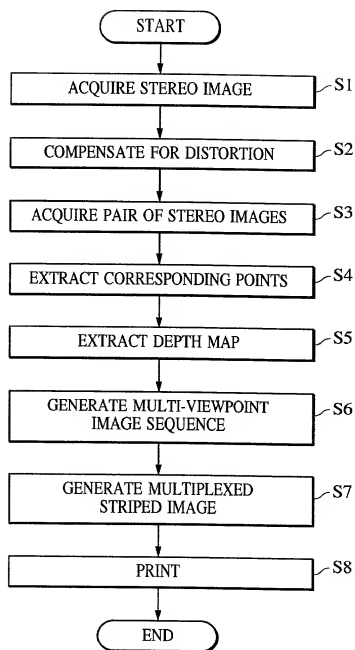 START
ACQUIRE STEREO IMAGE S1
COMPENSATE FOR DISTORTION S2
ACQUIRE PAIR OF STEREO IMAGES S3
EXTRACT CORRESPONDING POINTS S4
EXTRACT DEPTH MAP S5
GENERATE MULTI-VIEWPOINT
IMAGE SEQUENCE S6
GENERATE MULTIPLEXED
STRIPED IMAGE S7
PRINT S8
END